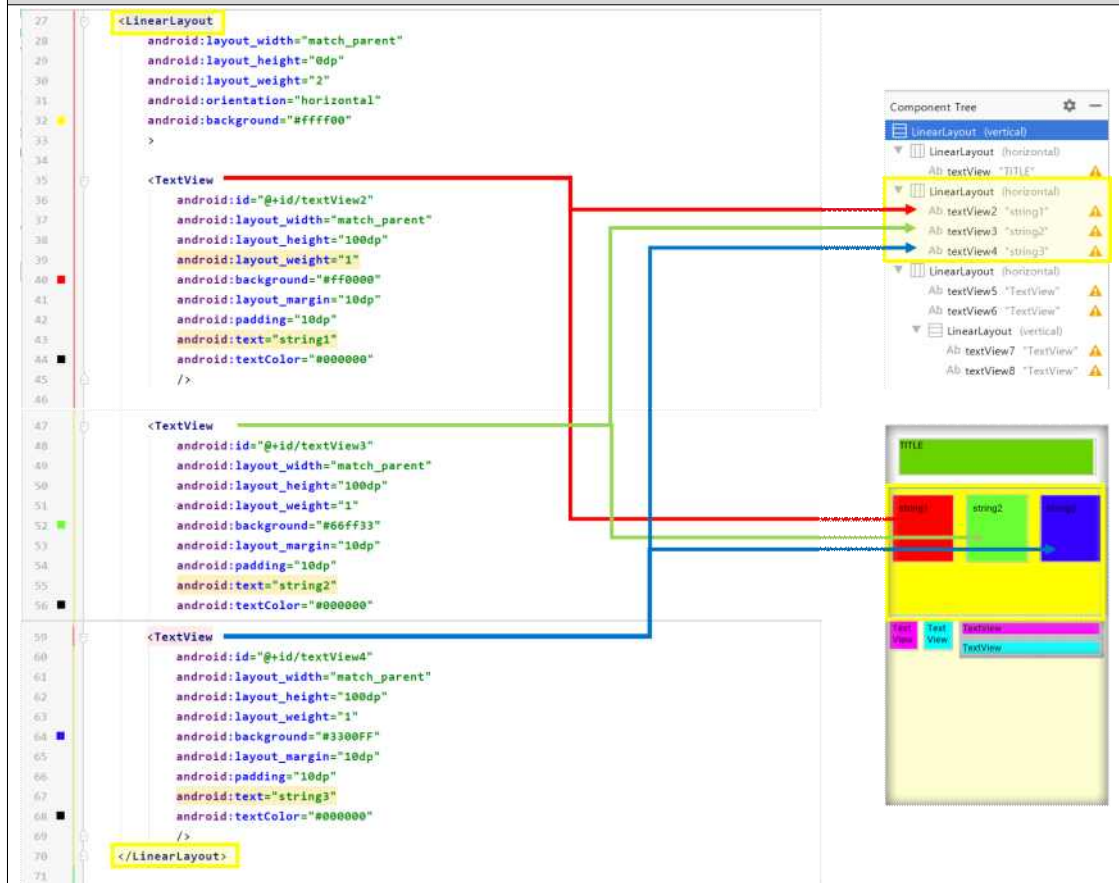 27 <LinearLayout
28 android:layout_width="match_parent"
29 android:layout_height="0dp"
30 android:layout_weight="2"
31 android:orientation="horizontal"
32 android:background="#ffff00"
33 >
34
35 <TextView
36 android:id="@+id/textView2"
37 android:layout_width="match_parent"
38 android:layout_height="100dp"
39 android:layout_weight="1"
40 android:background="#ff0000"
41 android:layout_margin="10dp"
42 android:padding="10dp"
43 android:text="string1"
44 android:textColor="#000000"
45 />
46
47 <TextView
48 android:id="@+id/textView3"
49 android:layout_width="match_parent"
50 android:layout_height="100dp"
51 android:layout_weight="1"
52 android:background="#66ff33"
53 android:layout_margin="10dp"
54 android:padding="10dp"
55 android:text="string2"
56 android:textColor="#000000"
59 <TextView
60 android:id="@+id/textView4"
61 android:layout_width="match_parent"
62 android:layout_height="100dp"
63 android:layout_weight="1"
64 android:background="#3300FF"
65 android:layout_margin="10dp"
66 android:padding="10dp"
67 android:text="string3"
68 android:textColor="#000000"
69 />
70 </LinearLayout>
71
Component Tree
LinearLayout (vertical)
LinearLayout (horizontal)
Ab textView "TITLE"
LinearLayout (horizontal)
Ab textView2 "string1"
Ab textView3 "string2"
Ab textView4 "string3"
LinearLayout (horizontal)
Ab textView5 "TextView"
Ab textView6 "TextView"
LinearLayout (vertical)
Ab textView7 "TextView"
Ab textView8 "TextView"
TITLE
string1 string2 string3
Text View
Text View
TextView
TextView